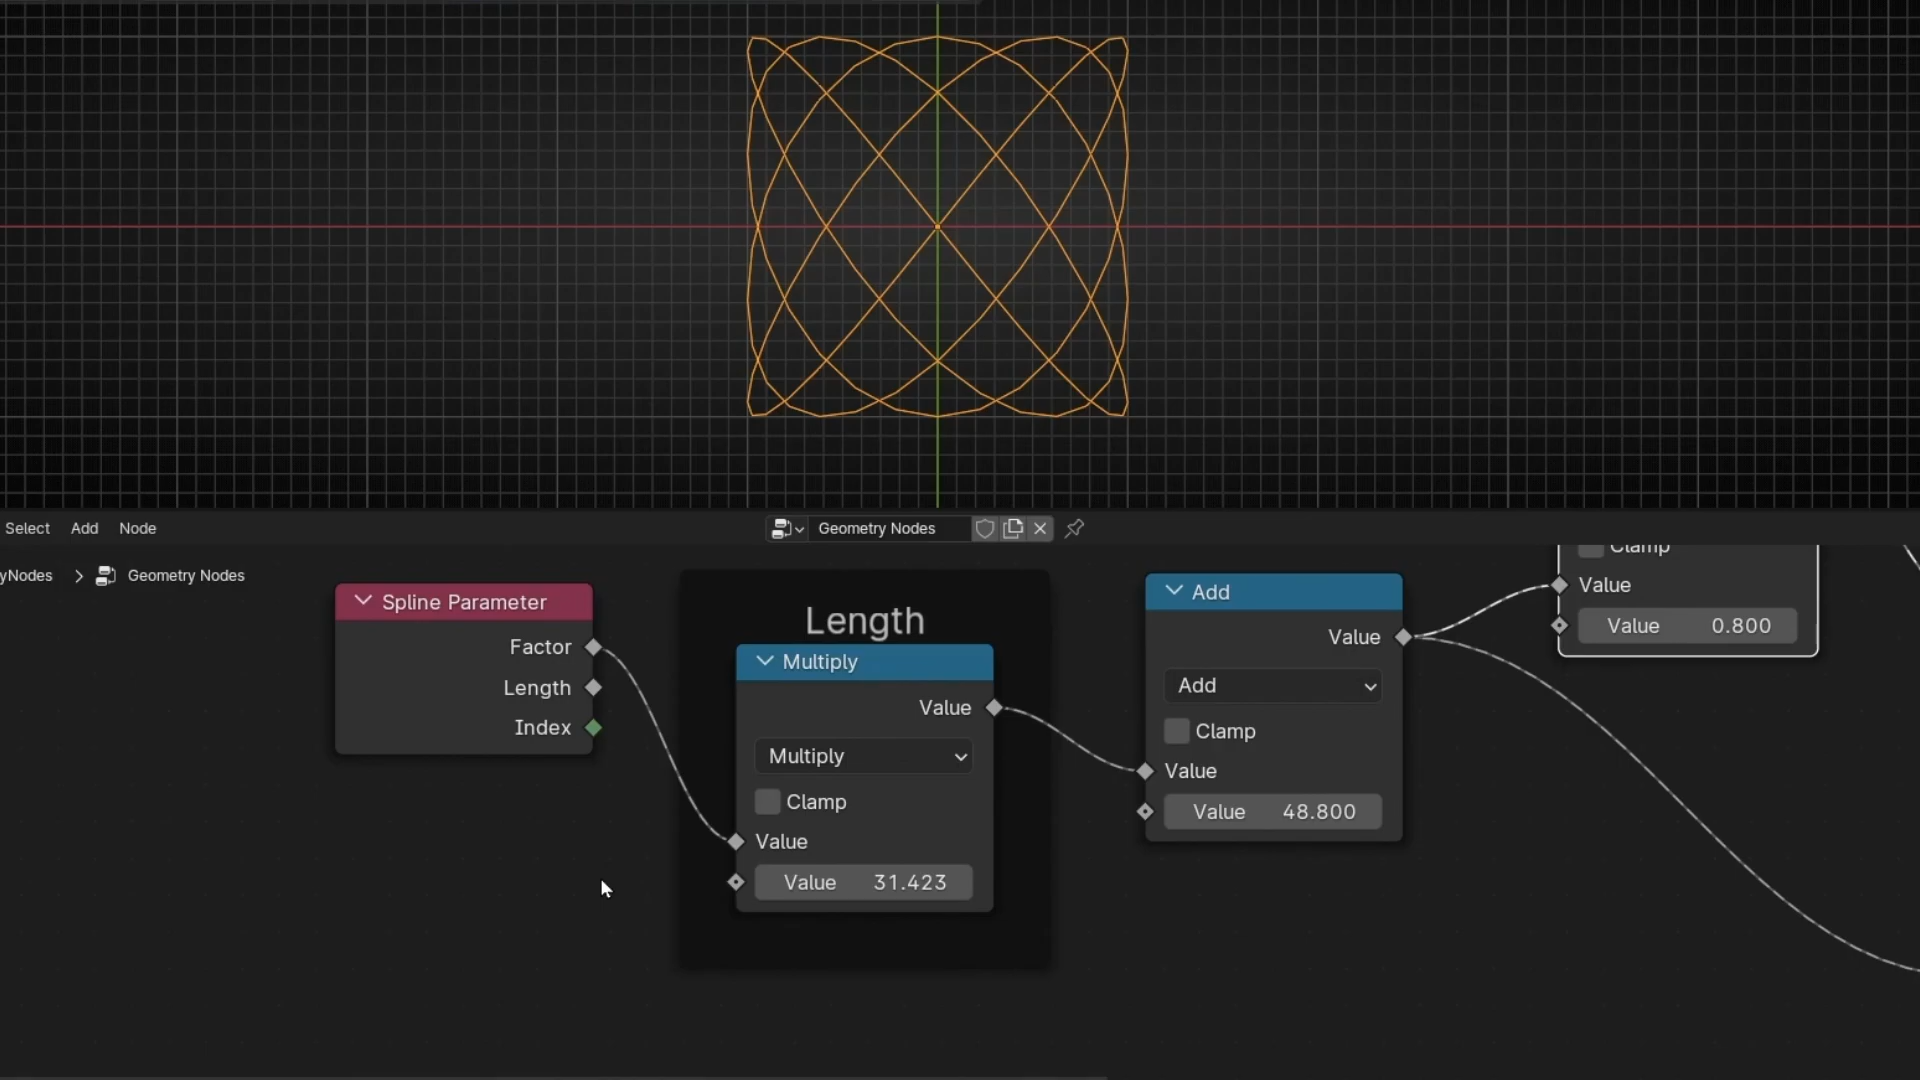 Select Add Node
Geometry Nodes
yNodes > Geometry Nodes
Clamp
Value
Value 0.800
Spline Parameter
Factor
Length
Index
Length
Multiply
Value
Multiply
Clamp
Value
Value 31.423
Add
Value
Add
Clamp
Value
Value 48.800